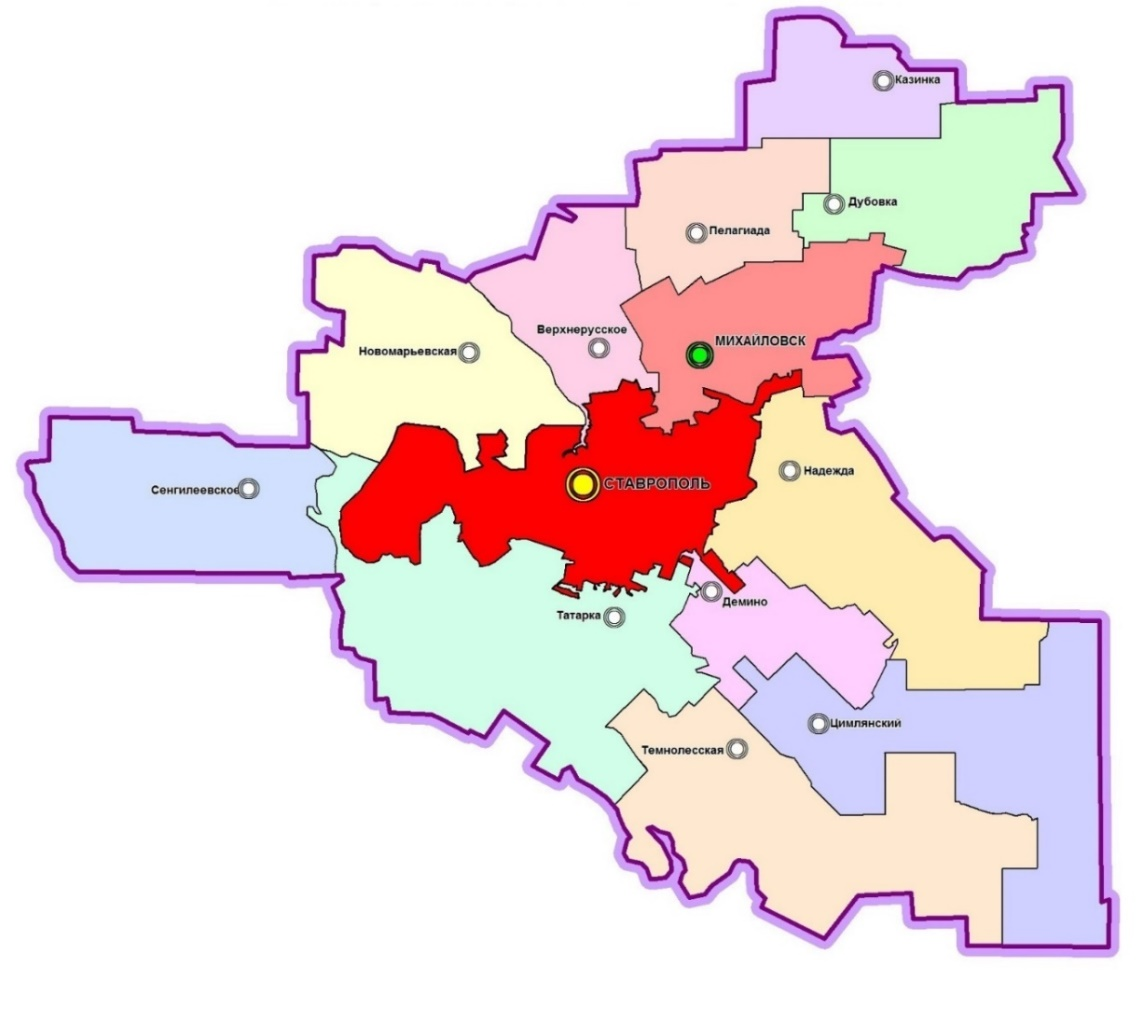 Казинка
Дубовка
Пелагиада
Верхнерусское
МИХАЙЛОВСК
Новомарьевская
Надежда
СТАВРОПОЛЬ
Сенгилеевское
Демино
Татарка
Цимлянский
Темнолесская